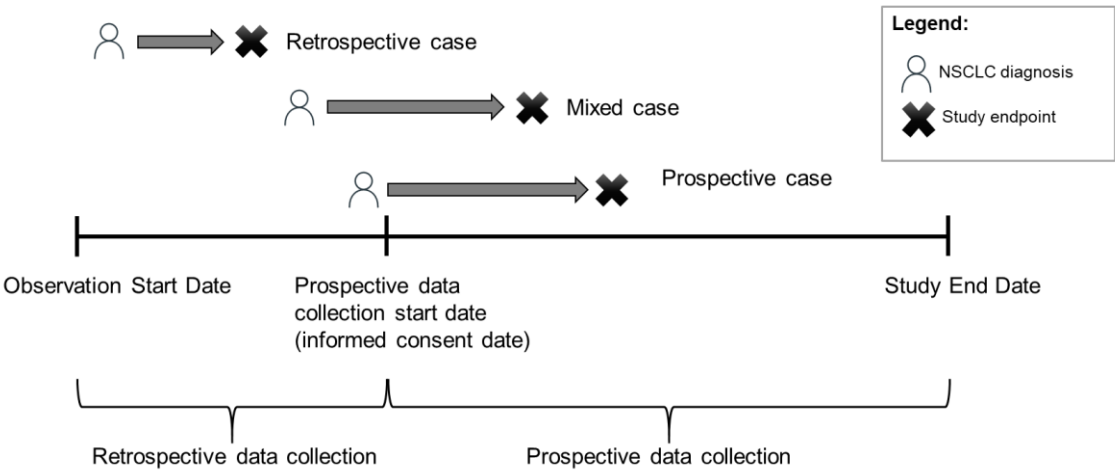 Retrospective case
Mixed case
Prospective case
Legend:
NSCLC diagnosis
Study endpoint
Observation Start Date
Prospective data
collection start date
(informed consent date)
Study End Date
Retrospective data collection
Prospective data collection